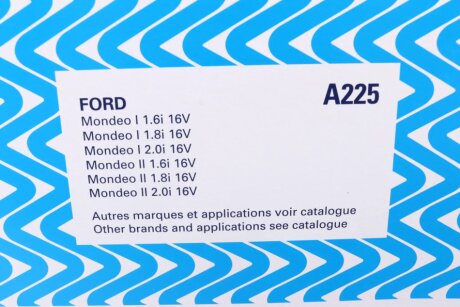 FORD A225
Mondeo I 1.6i 16V
Mondeo I 1.8i 16V
Mondeo I 2.0i 16V
Mondeo II 1.6i 16V
Mondeo II 1.8i 16V
Mondeo II 2.0i 16V
Autres marques et applications voir catalogue
Other brands and applications see catalogue